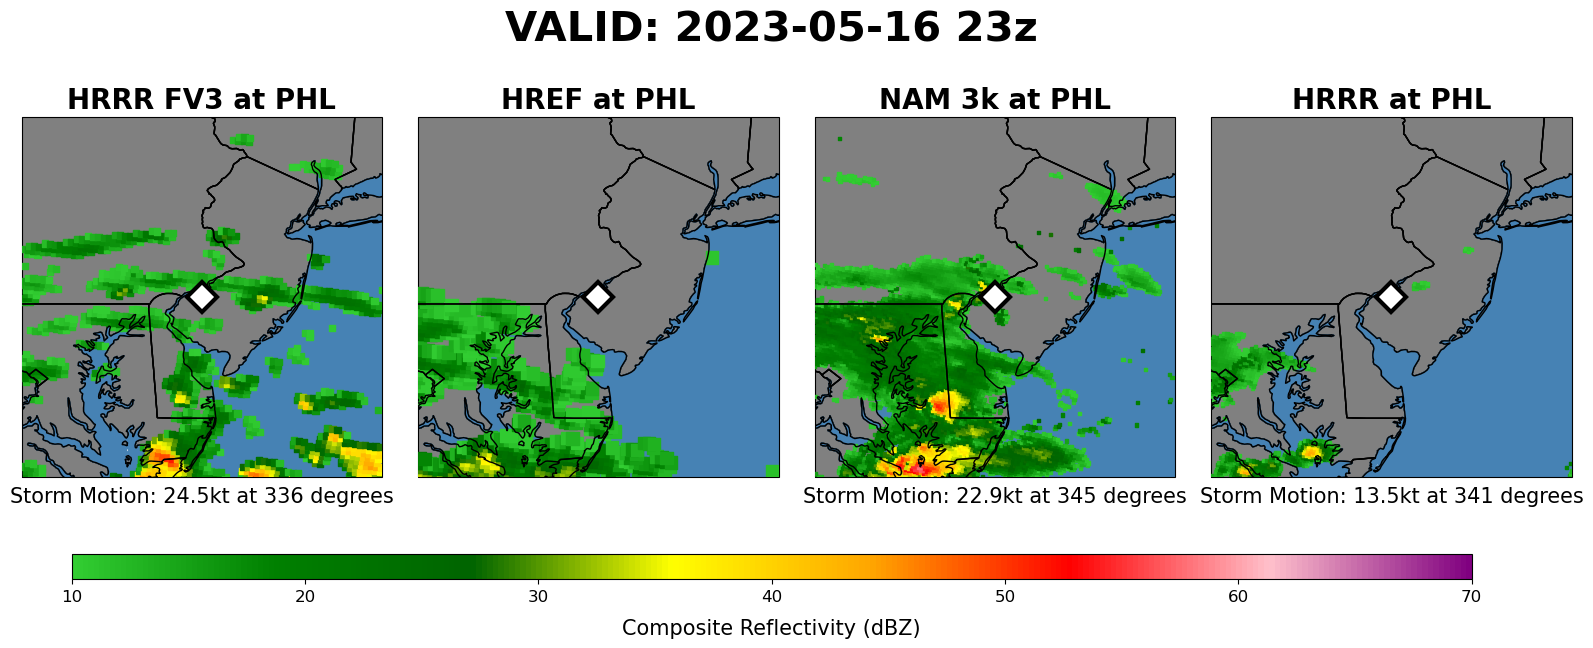 VALID: 2023-05-16 23z
HRRR FV3 at PHL
HREF at PHL
NAM 3k at PHL
HRRR at PHL
Storm Motion: 24.5kt at 336 degrees
Storm Motion: 22.9kt at 345 degrees
Storm Motion: 13.5kt at 341 degrees
10 20 30 40 50 60 70
Composite Reflectivity (dBZ)